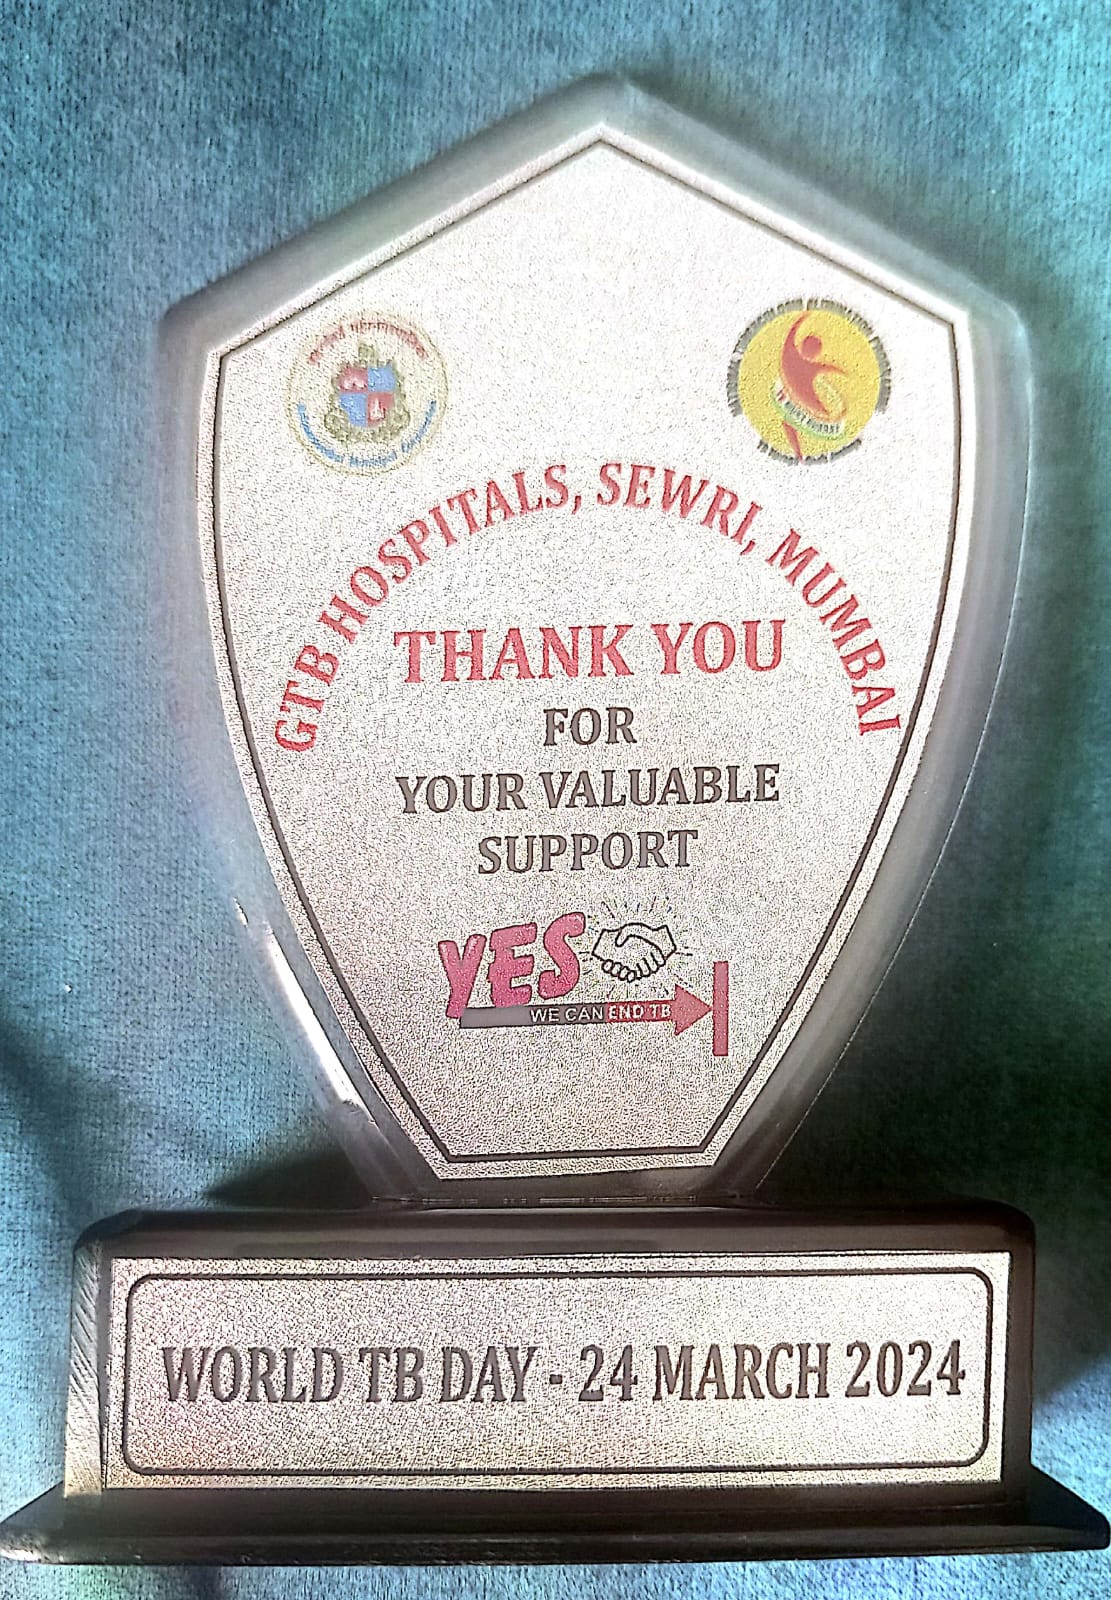 GTB HOSPITALS, SEWRI, MUMBAI
THANK YOU
FOR
YOUR VALUABLE
SUPPORT
YES
WE CAN END TB
WORLD TB DAY - 24 MARCH 2024